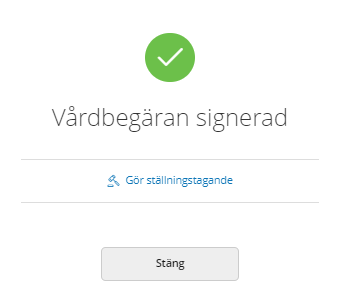 Vårdbegäran signerad
Gör ställningstagande
Stäng